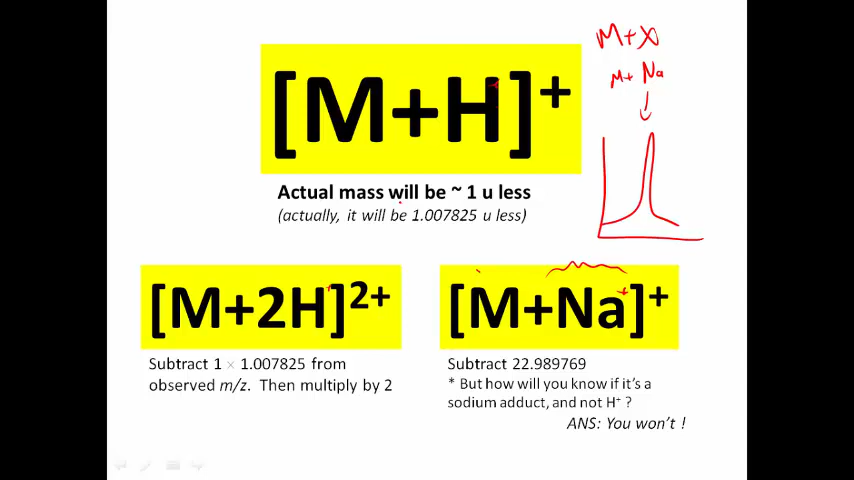 [M+H]⁺
M+X
M+ Na
Actual mass will be ~ 1 u less
(actually, it will be 1.007825 u less)
[M+2H]²⁺
Subtract 1 × 1.007825 from
observed m/z. Then multiply by 2
[M+Na]⁺
Subtract 22.989769
* But how will you know if it's a
sodium adduct, and not H⁺ ?
ANS: You won't !